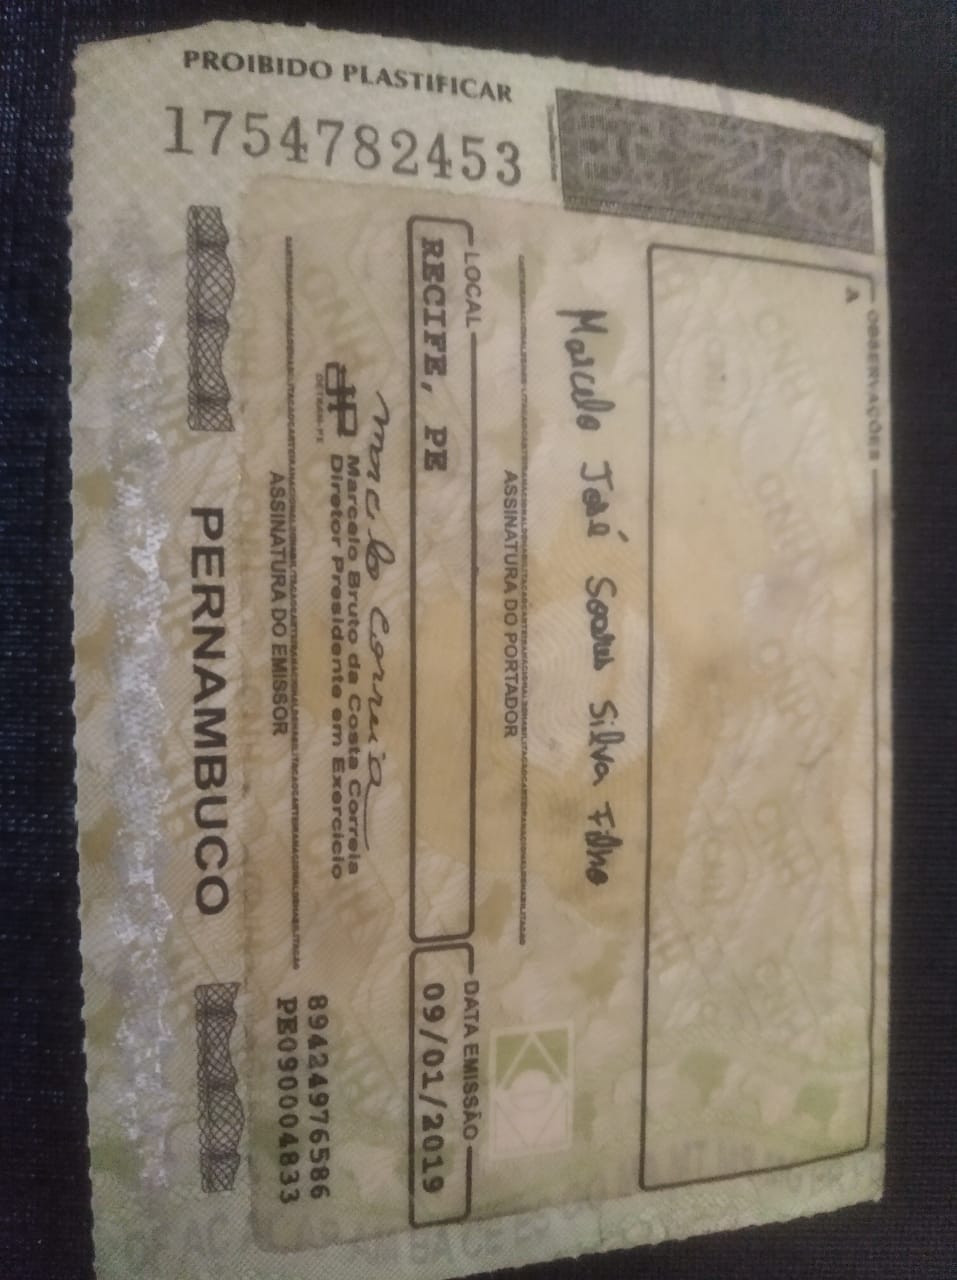 OBSERVAÇÕES
A
Marcelo José Soares Silva Filho
ASSINATURA DO PORTADOR
LOCAL
RECIFE, PE
DATA EMISSÃO
09/01/2019
Marcelo Correia
Marcelo Bruto da Costa Correia
Diretor Presidente em Exercício
DETRAN-PE
89424976586
PE090004833
ASSINATURA DO EMISSOR
PERNAMBUCO
PROIBIDO PLASTIFICAR
1754782453
CNH